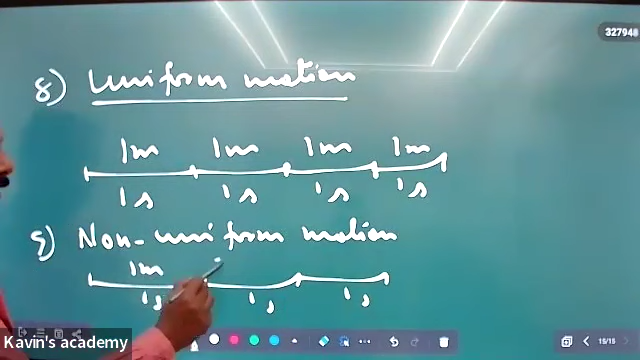 327948
8) Uniform motion
1m 1m 1m 1m
1s 1s 1s 1s
9) Non-uniform motion
1m
1s 1s 1s
Kavin's academy
15/15